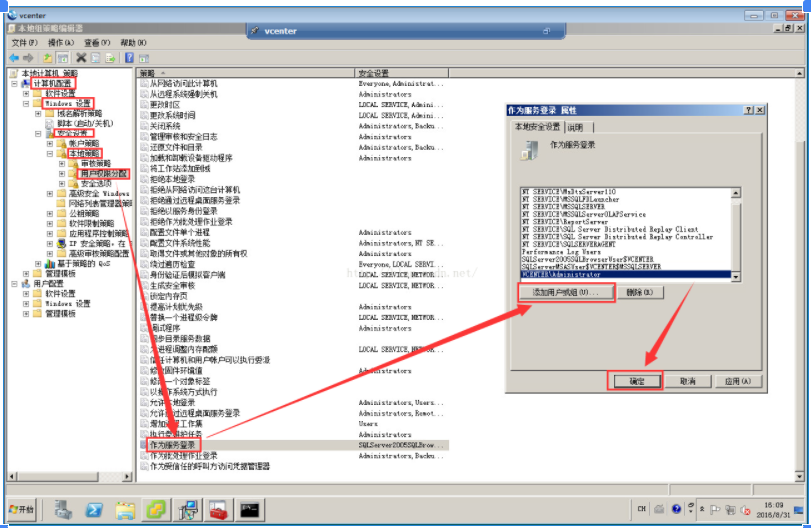 vcenter
vcenter
本地组策略编辑器
文件(F) 操作(A) 查看(V) 帮助(H)
本地计算机 策略
计算机配置
软件设置
Windows 设置
域名解析策略
脚本(启动/关机)
安全设置
帐户策略
本地策略
审核策略
用户权限分配
安全选项
高级安全 Windows
网络列表管理器策
公钥策略
软件限制策略
应用程序控制策
IP 安全策略，在
高级审核策略配置
基于策略的 QoS
管理模板
用户配置
软件设置
Windows 设置
管理模板
策略 安全设置
从网络访问此计算机 Everyone,Administrat...
从远程系统强制关机 Administrators
更改时区 LOCAL SERVICE,Admini...
更改系统时间 LOCAL SERVICE,Admini...
关闭系统 Administrators,Backu...
管理审核和安全日志 Administrators
还原文件和目录 Administrators,Backu...
加载和卸载设备驱动程序 Administrators
将工作站添加到域
拒绝本地登录
拒绝从网络访问这台计算机
拒绝通过远程桌面服务登录
拒绝以服务身份登录
拒绝作为批处理作业登录
配置文件单个进程 Administrators
配置文件系统性能 Administrators,NT SE...
取得文件或其他对象的所有权 Administrators
绕过遍历检查 Everyone,LOCAL SERVI...
身份验证后模拟客户端 LOCAL SERVICE,NETWOR...
生成安全审核 LOCAL SERVICE,NETWOR...
锁定内存页
提高计划优先级 Administrators
替换一个进程级令牌 LOCAL SERVICE,NETWOR...
调试程序 Administrators
同步目录服务数据
为进程调整内存配额 LOCAL SERVICE,NETWOR...
信任计算机和用户帐户可以执行委派
修改固件环境值 Administrators
修改一个对象标签
以操作系统方式执行
允许本地登录 Administrators,Users...
允许通过远程桌面服务登录 Administrators,Remot...
增加进程工作集 Users
执行卷维护任务 Administrators
作为服务登录 SQLServer2005SQLBrow...
作为批处理作业登录 Administrators,Backu...
作为受信任的呼叫方访问凭据管理器
作为服务登录 属性
本地安全设置 说明
作为服务登录
NT SERVICE\MsDtsServer110
NT SERVICE\MSSQLFDLauncher
NT SERVICE\MSSQLSERVER
NT SERVICE\MSSQLServerOLAPService
NT SERVICE\ReportServer
NT SERVICE\SQL Server Distributed Replay Client
NT SERVICE\SQL Server Distributed Replay Controller
NT SERVICE\SQLSERVERAGENT
Performance Log Users
SQLServer2005SQLBrowserUser$VCENTER
SQLServerMSASUser$VCENTER$MSSQLSERVER
VCENTER\Administrator
添加用户或组(U)... 删除(R)
确定 取消 应用(A)
开始
CH
16:09
2016/8/31